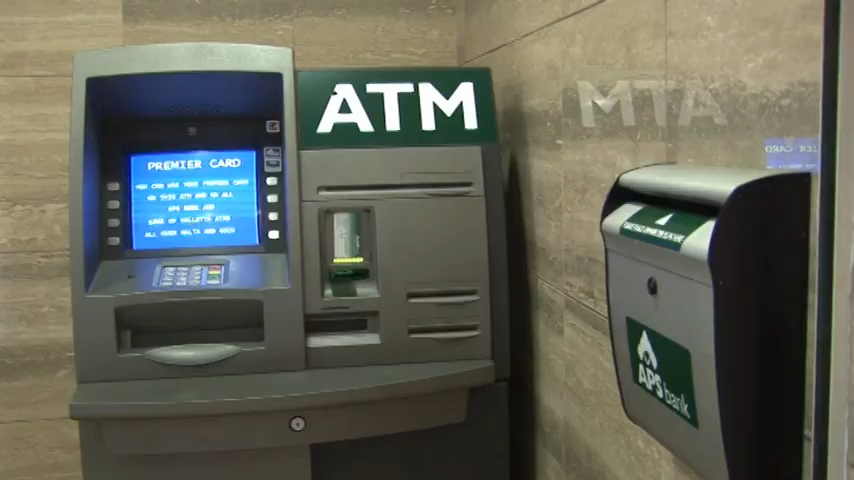 ATM
PREMIER CARD
YOU CAN USE YOUR PREMIER CARD
ON THIS ATM AND ON ALL
APS BANK AND
BANK OF VALLETTA ATMS
ALL OVER MALTA AND GOZO
APS bank